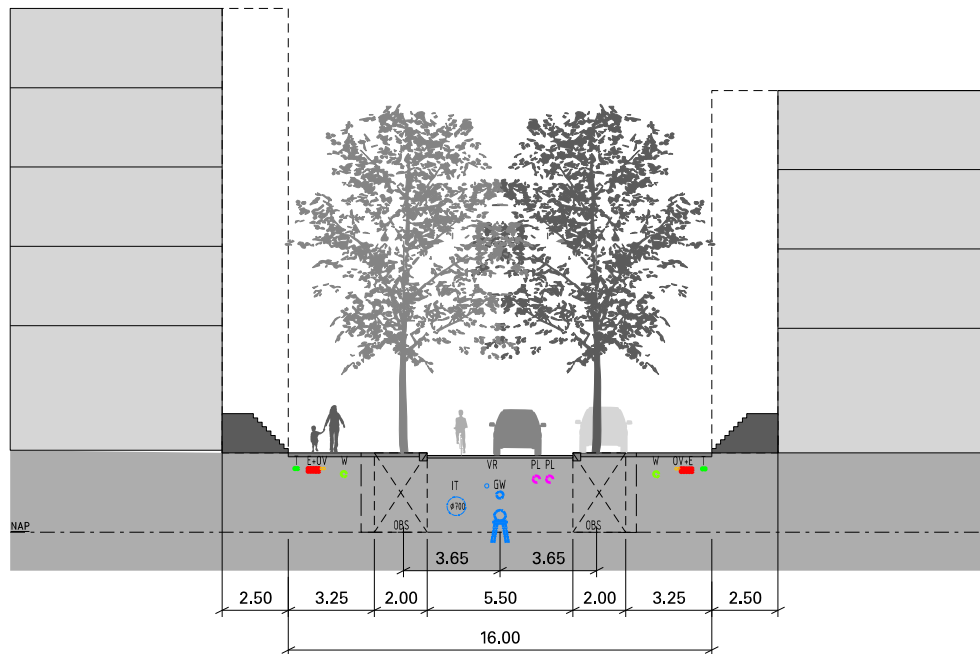 T E+OV W
VR PL PL
W OV+E T
IT GW
Ø700
X X
OBS OBS
NAP
3.65 3.65
2.50 3.25 2.00 5.50 2.00 3.25 2.50
16.00